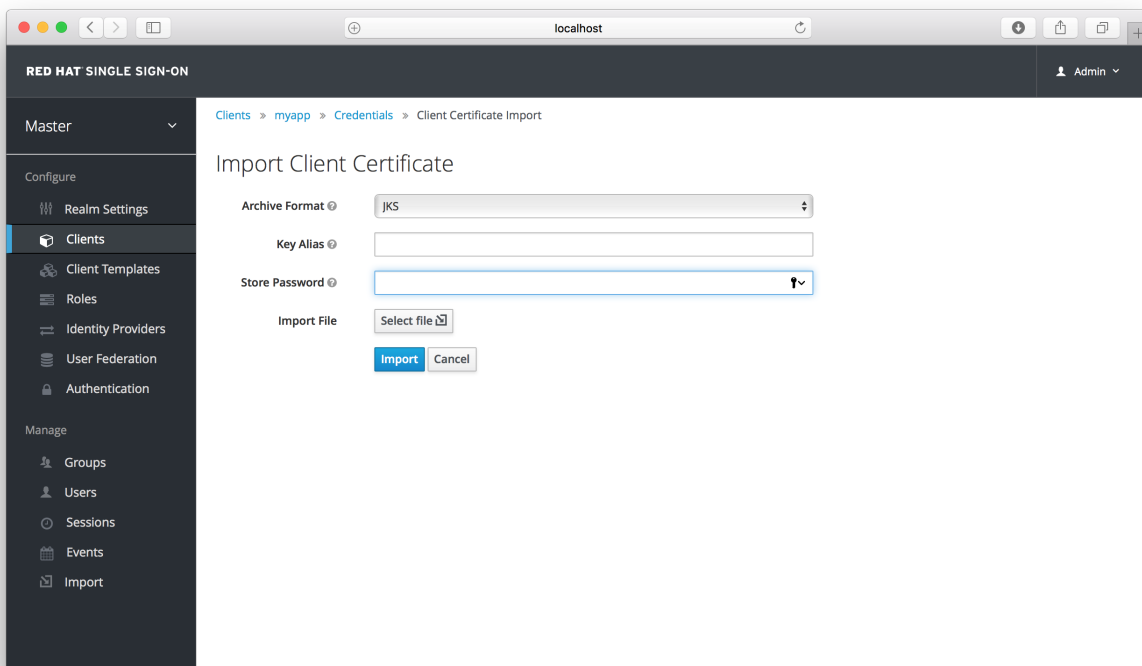 localhost
RED HAT SINGLE SIGN-ON
Admin
Master
Clients » myapp » Credentials » Client Certificate Import
Import Client Certificate
Configure
Realm Settings
Clients
Client Templates
Roles
Identity Providers
User Federation
Authentication
Manage
Groups
Users
Sessions
Events
Import
Archive Format
JKS
Key Alias
Store Password
Import File
Select file
Import Cancel